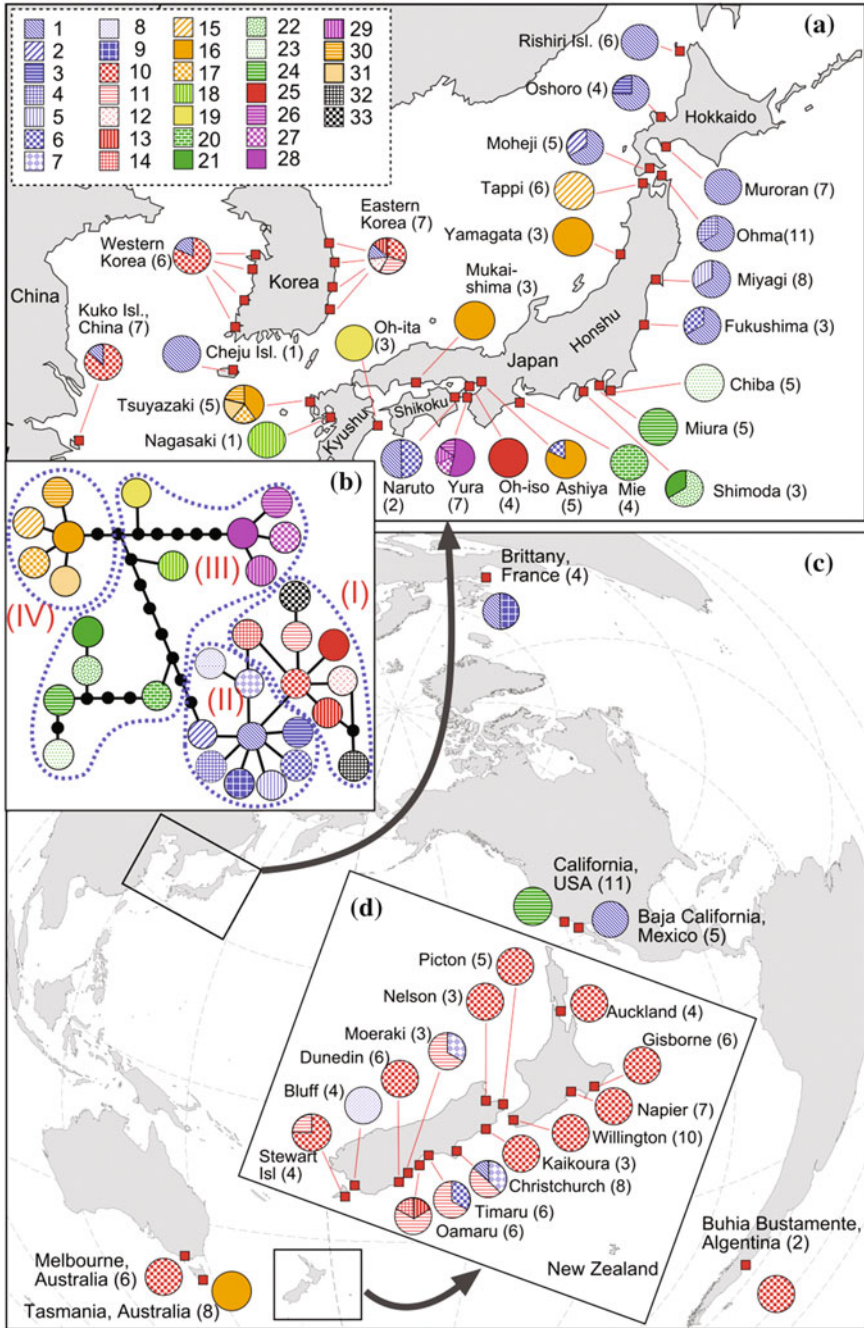 (a)
1 8 15 22 29
2 9 16 23 30
3 10 17 24 31
4 11 18 25 32
5 12 19 26 33
6 13 20 27
7 14 21 28
Rishiri Isl. (6)
Oshoro (4)
Hokkaido
Moheji (5)
Tappi (6)
Muroran (7)
Yamagata (3)
Ohma(11)
Miyagi (8)
Fukushima (3)
Western
Korea (6)
Eastern
Korea (7)
Korea
China
Kuko Isl.,
China (7)
Cheju Isl. (1)
Mukai-
shima (3)
Oh-ita
(3)
Japan
Honshu
Chiba (5)
Tsuyazaki (5)
Nagasaki (1)
Kyushu
Shikoku
Miura (5)
Naruto
(2)
Yura
(7)
Oh-iso
(4)
Ashiya
(5)
Mie
(4)
Shimoda (3)
(b)
(III)
(I)
(IV)
(II)
(c)
Brittany,
France (4)
California,
USA (11)
Baja California,
Mexico (5)
(d)
Picton (5)
Nelson (3)
Auckland (4)
Moeraki (3)
Gisborne (6)
Dunedin (6)
Bluff (4)
Napier (7)
Willington (10)
Stewart
Isl (4)
Kaikoura (3)
Christchurch (8)
Timaru (6)
Oamaru (6)
New Zealand
Buhia Bustamente,
Algentina (2)
Melbourne,
Australia (6)
Tasmania, Australia (8)